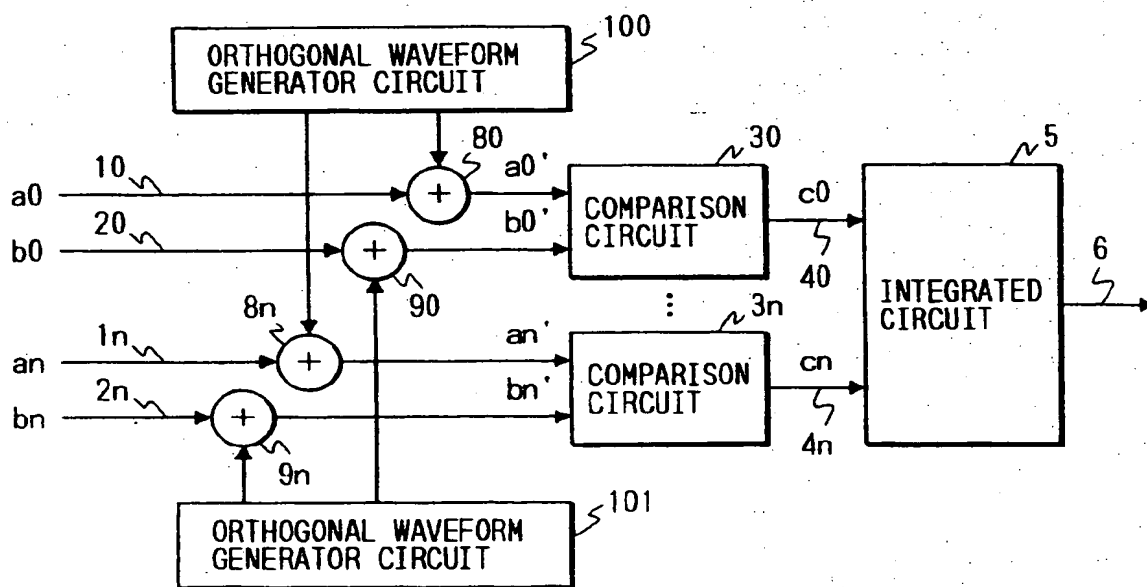 100
ORTHOGONAL WAVEFORM
GENERATOR CIRCUIT
80
30
5
10
a0
a0'
c0
20
b0
b0'
COMPARISON
CIRCUIT
40
90
6
INTEGRATED
CIRCUIT
8n
⋮
3n
1n
an
an'
cn
2n
bn
bn'
COMPARISON
CIRCUIT
4n
9n
101
ORTHOGONAL WAVEFORM
GENERATOR CIRCUIT